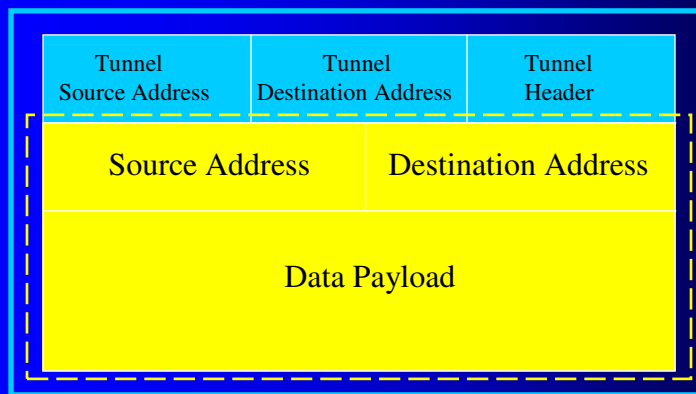 Tunnel
Source Address
Tunnel
Destination Address
Tunnel
Header
Source Address
Destination Address
Data Payload